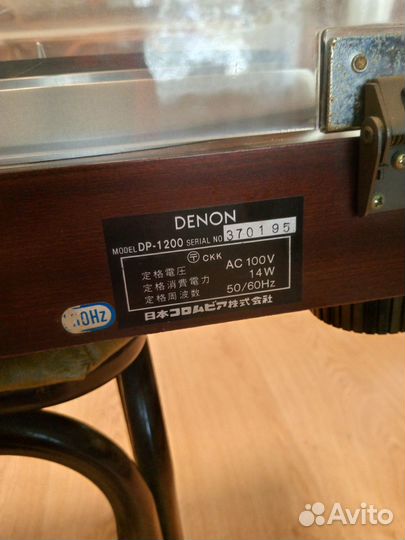 DENON
MODEL DP-1200 SERIAL NO 370195
〒 CKK
定格電圧 AC 100V
定格消費電力 14W
定格周波数 50/60Hz
日本コロムビア株式会社
Avito